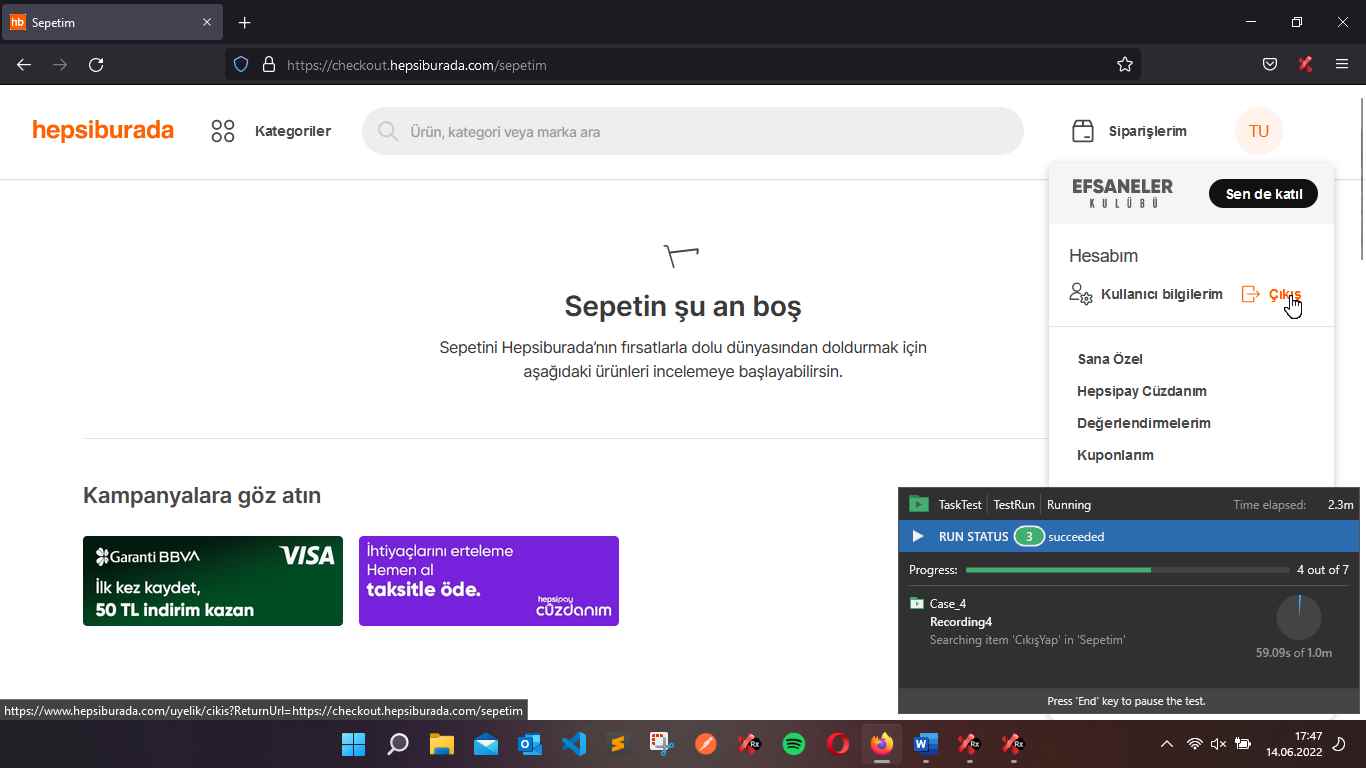 hb Sepetim
https://checkout.hepsiburada.com/sepetim
hepsiburada
Kategoriler
Ürün, kategori veya marka ara
Siparişlerim
TU
EFSANELER
KULÜBÜ
Sen de katıl
Hesabım
Kullanıcı bilgilerim
Çıkış
Sana Özel
Hepsipay Cüzdanım
Değerlendirmelerim
Kuponlarım
Sepetin şu an boş
Sepetini Hepsiburada’nın fırsatlarla dolu dünyasından doldurmak için
aşağıdaki ürünleri incelemeye başlayabilirsin.
Kampanyalara göz atın
Garanti BBVA
VISA
İlk kez kaydet,
50 TL indirim kazan
İhtiyaçlarını erteleme
Hemen al
taksitle öde.
hepsipay
cüzdanım
TaskTest TestRun Running Time elapsed: 2.3m
RUN STATUS 3 succeeded
Progress: 4 out of 7
Case_4
Recording4
Searching item 'CıkışYap' in 'Sepetim'
59.09s of 1.0m
Press 'End' key to pause the test.
https://www.hepsiburada.com/uyelik/cikis?ReturnUrl=https://checkout.hepsiburada.com/sepetim
Rx
Rx
Rx
17:47
14.06.2022